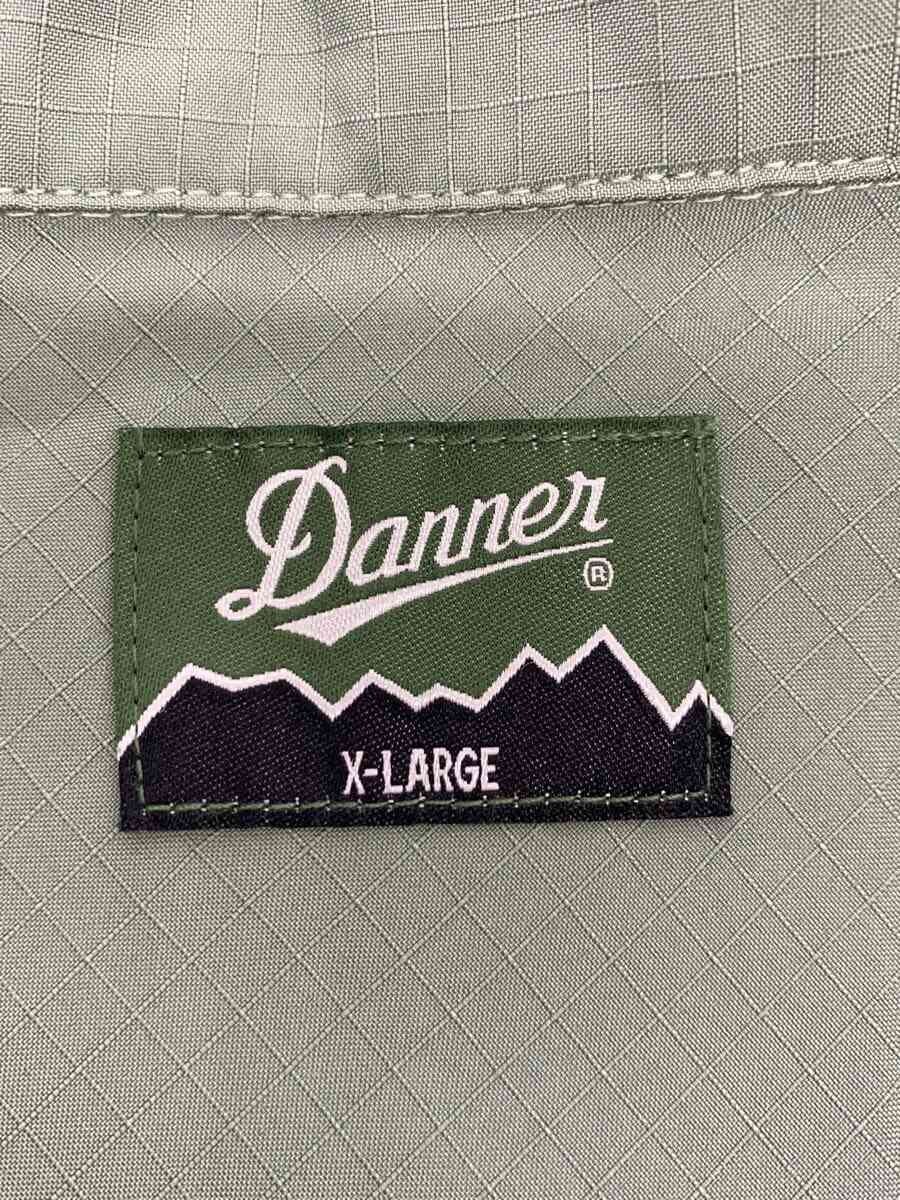 Danner
®
X-LARGE